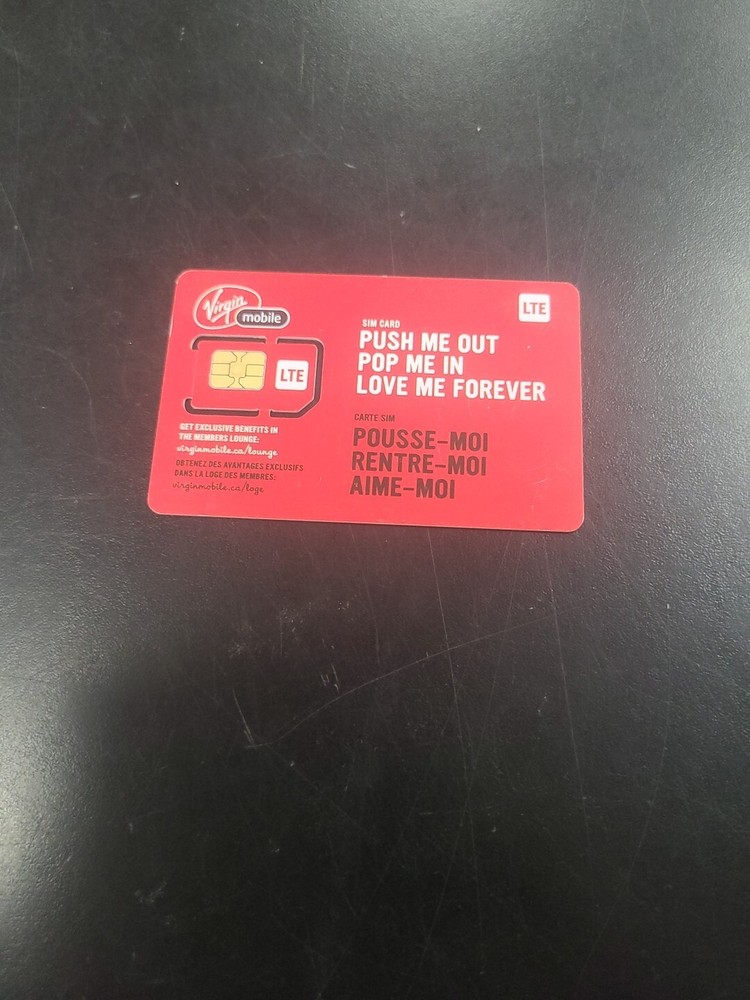 Virgin
mobile
LTE
LTE
GET EXCLUSIVE BENEFITS IN
THE MEMBERS LOUNGE:
virginmobile.ca/lounge
OBTENEZ DES AVANTAGES EXCLUSIFS
DANS LA LOGE DES MEMBRES:
virginmobile.ca/loge
SIM CARD
PUSH ME OUT
POP ME IN
LOVE ME FOREVER
CARTE SIM
POUSSE-MOI
RENTRE-MOI
AIME-MOI